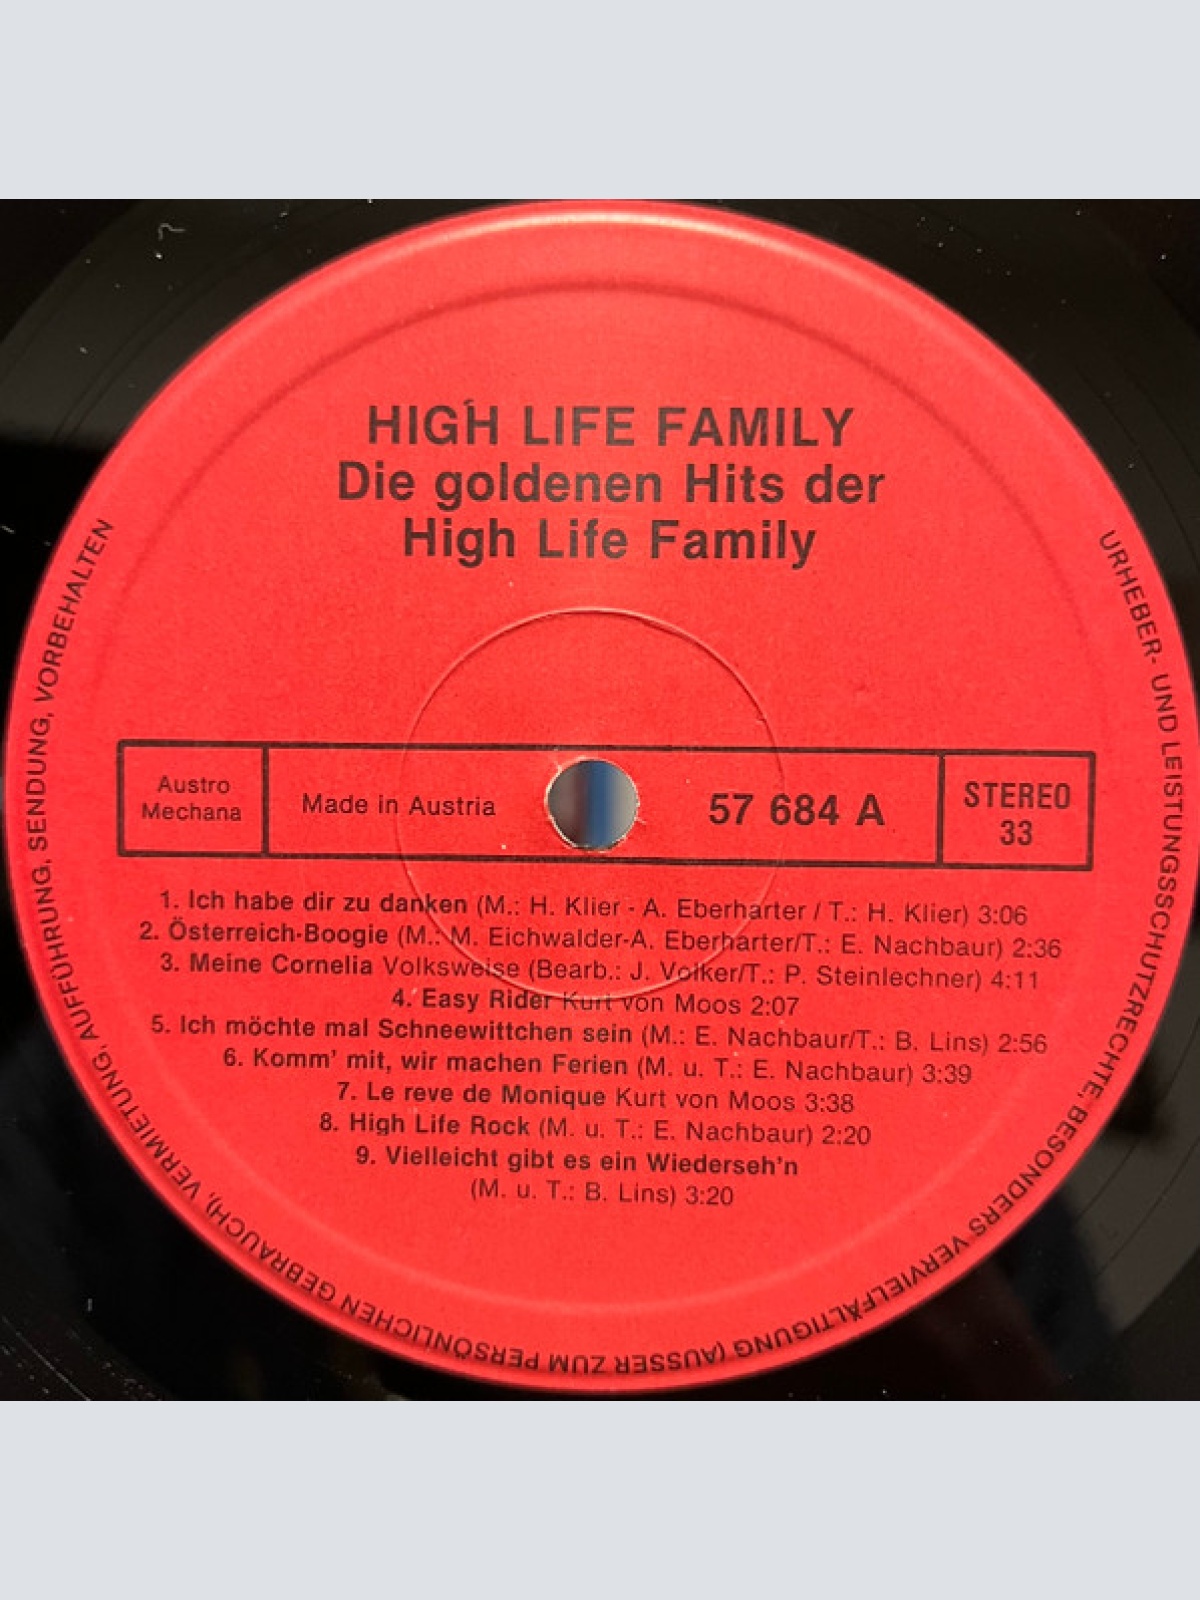 HIGH LIFE FAMILY
Die goldenen Hits der
High Life Family
Austro
Mechana
Made in Austria
57 684 A
STEREO
33
1. Ich habe dir zu danken (M.: H. Klier - A. Eberharter / T.: H. Klier) 3:06
2. Österreich-Boogie (M.: M. Eichwalder-A. Eberharter/T.: E. Nachbaur) 2:36
3. Meine Cornelia Volksweise (Bearb.: J. Volker/T.: P. Steinlechner) 4:11
4. Easy Rider Kurt von Moos 2:07
5. Ich möchte mal Schneewittchen sein (M.: E. Nachbaur/T.: B. Lins) 2:56
6. Komm' mit, wir machen Ferien (M. u. T.: E. Nachbaur) 3:39
7. Le reve de Monique Kurt von Moos 3:38
8. High Life Rock (M. u. T.: E. Nachbaur) 2:20
9. Vielleicht gibt es ein Wiederseh'n
(M. u. T.: B. Lins) 3:20
URHEBER- UND LEISTUNGSSCHUTZRECHTE, BESONDERS VERVIELFÄLTIGUNG (AUSSER ZUM PERSÖNLICHEN GEBRAUCH), VERMIETUNG, AUFFÜHRUNG, SENDUNG, VORBEHALTEN